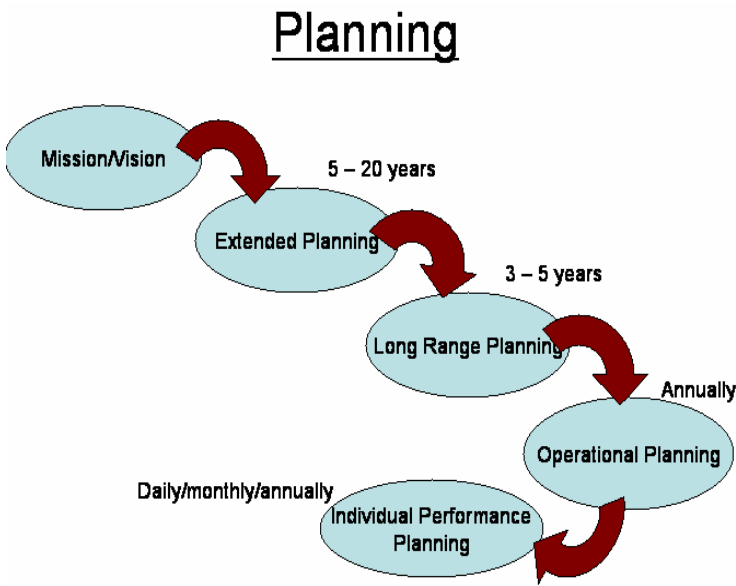 Planning
Mission/Vision
5 – 20 years
Extended Planning
3 – 5 years
Long Range Planning
Annually
Operational Planning
Daily/monthly/annually
Individual Performance
Planning